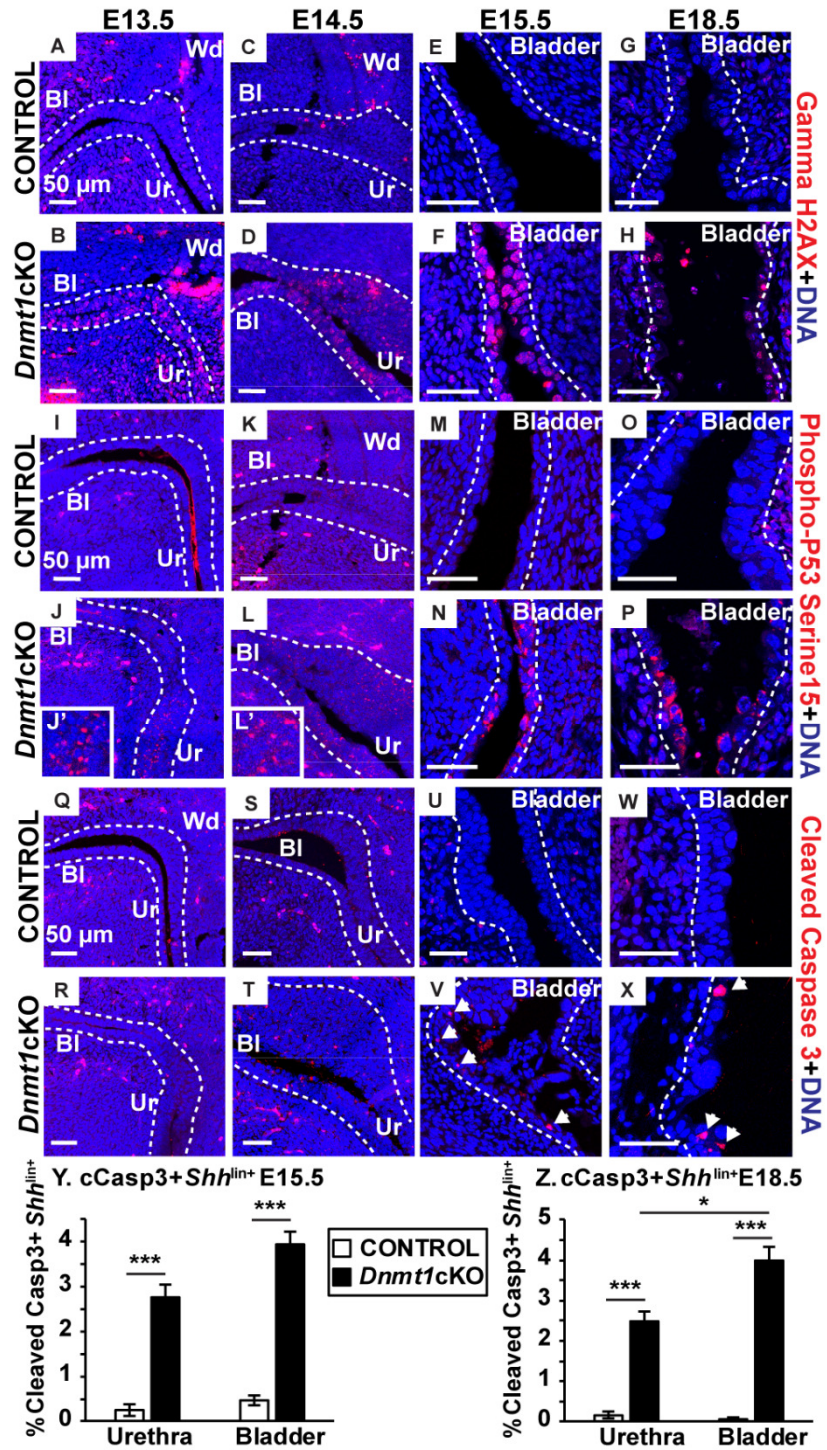 E13.5 E14.5 E15.5 E18.5
CONTROL
A Wd Bl 50 µm Ur
C Wd Bl Ur
E Bladder
G Bladder
Dnmt1cKO
B Wd Bl Ur
D Bl Ur
F Bladder
H Bladder
Gamma H2AX+DNA
CONTROL
I Bl Ur 50 µm
K Wd Bl Ur
M Bladder
O Bladder
Dnmt1cKO
J Bl J' Ur
L Bl L' Ur
N Bladder
P Bladder
Phospho-P53 Serine15+DNA
CONTROL
Q Wd Bl Ur 50 µm
S Bl Ur
U Bladder
W Bladder
Dnmt1cKO
R Bl Ur
T Bl Ur
V Bladder
X
Cleaved Caspase 3+DNA
Y. cCasp3+Shhlin+ E15.5
%Cleaved Casp3+ Shhlin+
4
3
2
1
0
***
***
Urethra Bladder
CONTROL
Dnmt1cKO
Z. cCasp3+Shhlin+E18.5
%Cleaved Casp3+ Shhlin+
5
4
3
2
1
0
*
***
***
Urethra Bladder